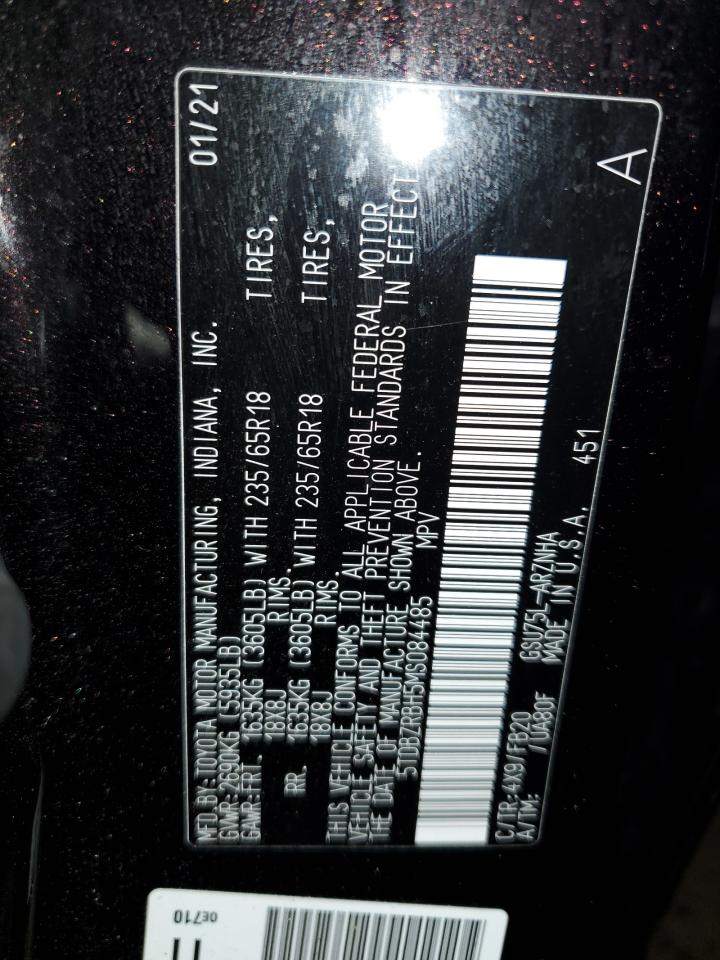 MFD.BY:TOYOTA MOTOR MANUFACTURING, INDIANA, INC. 01/21
GVWR:2690KG (5935LB)
GAWR:FRT. 1635KG (3605LB) WITH 235/65R18 TIRES,
18X8J RIMS.
RR. 1635KG (3605LB) WITH 235/65R18 TIRES,
18X8J RIMS.
THIS VEHICLE CONFORMS TO ALL APPLICABLE FEDERAL MOTOR
VEHICLE SAFETY AND THEFT PREVENTION STANDARDS IN EFFECT
THE DATE OF MANUFACTURE SHOWN ABOVE.
5TDBZRBH5MS084485 MPV
C/TR:4X9/FB20 GSU75L-ARZNHA
A/TM: /UA80F MADE IN U.S.A. 451
A
0E710